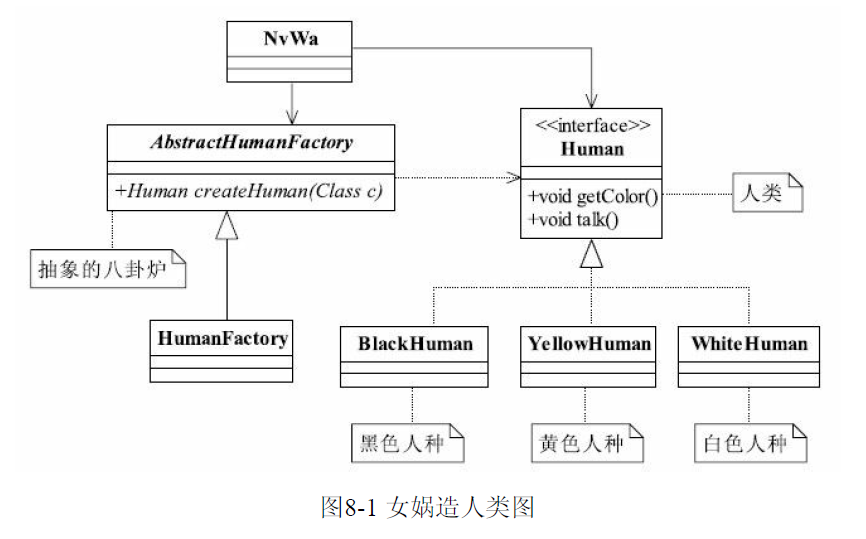 NvWa
AbstractHumanFactory
+Human createHuman(Class c)
<<interface>>
Human
+void getColor()
+void talk()
人类
抽象的八卦炉
HumanFactory
BlackHuman
YellowHuman
WhiteHuman
黑色人种
黄色人种
白色人种
图8-1 女娲造人类图